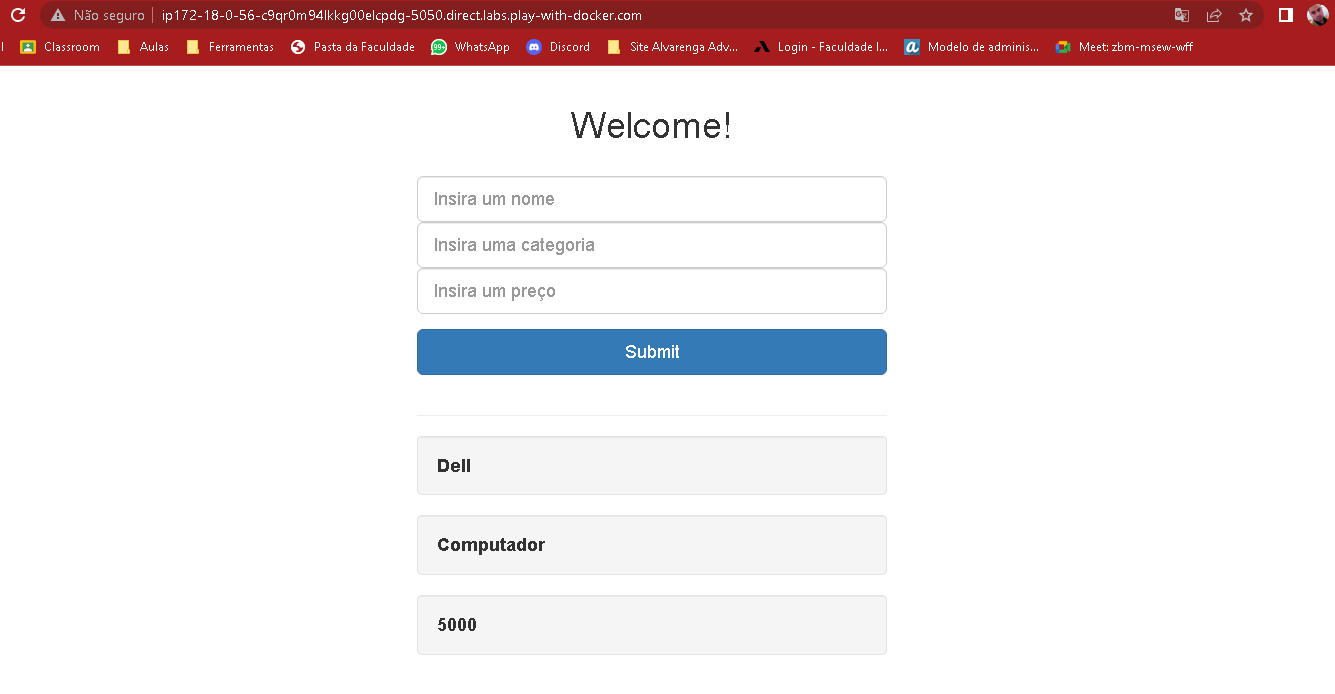 Não seguro ip172-18-0-56-c9qr0m94lkkg00elcpdg-5050.direct.labs.play-with-docker.com
Classroom Aulas Ferramentas Pasta da Faculdade 99+ WhatsApp Discord Site Alvarenga Adv... Login - Faculdade I... Modelo de adminis... Meet: zbm-msew-wff
Welcome!
Insira um nome
Insira uma categoria
Insira um preço
Submit
Dell
Computador
5000